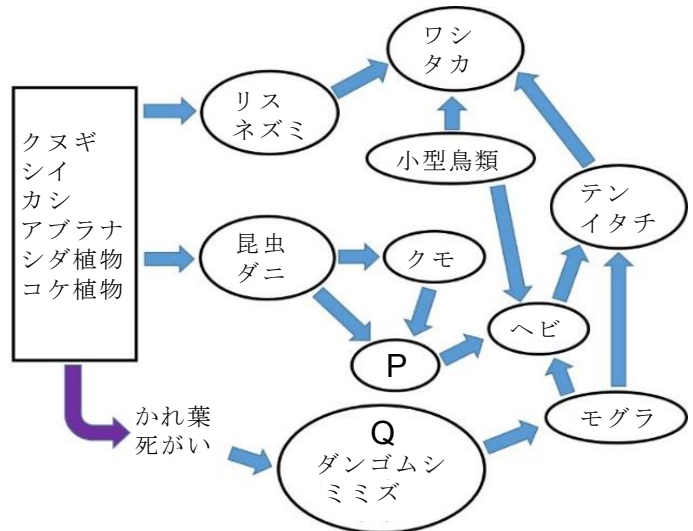 ワシ
タカ
リス
ネズミ
小型鳥類
クヌギ
シイ
カシ
アブラナ
シダ植物
コケ植物
テン
イタチ
昆虫
ダニ
クモ
ヘビ
P
かれ葉
死がい
Q
ダンゴムシ
ミミズ
モグラ